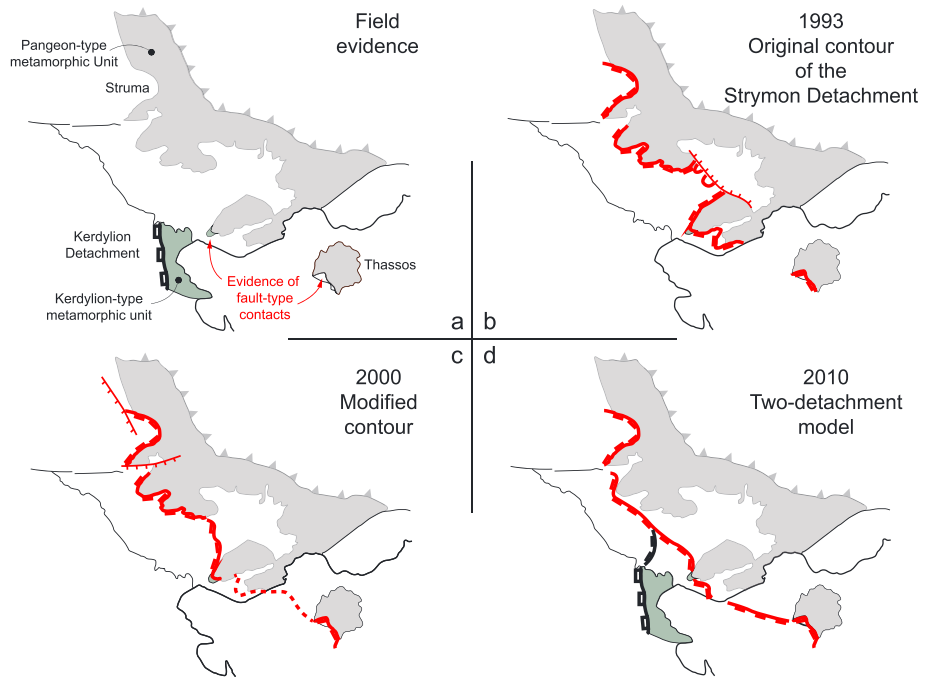 Field
evidence
Pangeon-type
metamorphic Unit
Struma
Kerdylion
Detachment
Kerdylion-type
metamorphic unit
Evidence of
fault-type
contacts
Thassos
1993
Original contour
of the
Strymon Detachment
a
b
c
d
2000
Modified
contour
2010
Two-detachment
model